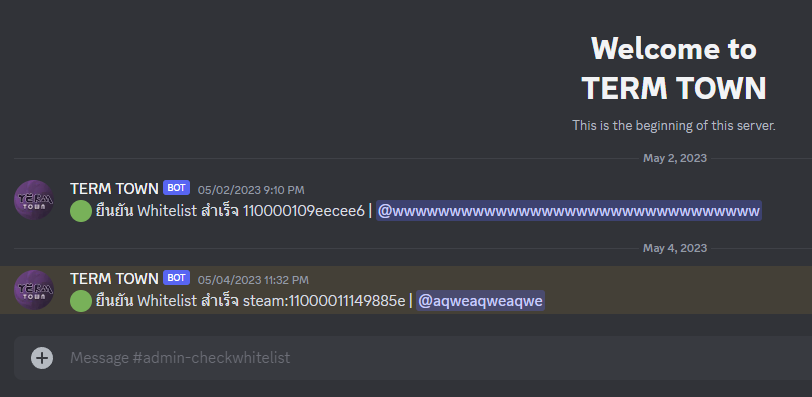 Welcome to
TERM TOWN
This is the beginning of this server.
May 2, 2023
TERM TOWN BOT 05/02/2023 9:10 PM
ยืนยัน Whitelist สำเร็จ 110000109eecee6 | @wwwwwwwwwwwwwwwwwwwwwwwwwwwwwwww
May 4, 2023
TERM TOWN BOT 05/04/2023 11:32 PM
ยืนยัน Whitelist สำเร็จ steam:11000011149885e | @aqweaqweaqwe
Message #admin-checkwhitelist